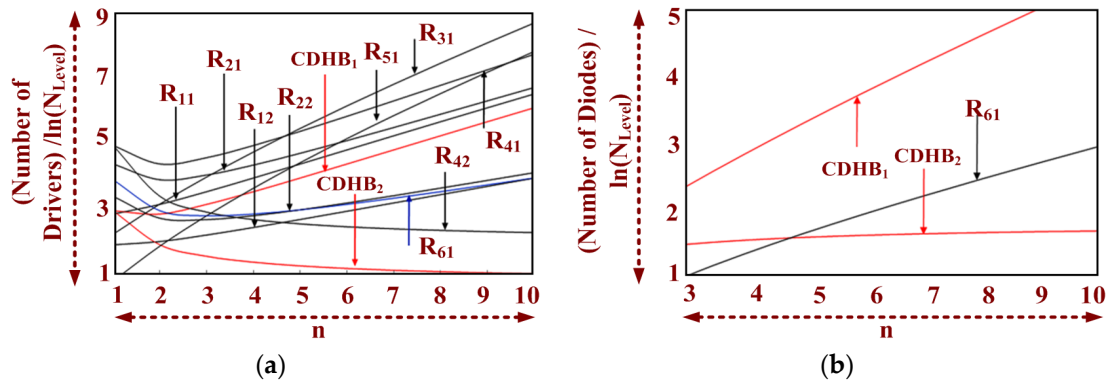 (Number of
Drivers) /ln(N_Level)
9
7
5
3
1
R11
R21
R12
R22
CDHB1
R51
R31
R41
R42
CDHB2
R61
1 2 3 4 5 6 7 8 9 10
n
(a)
(Number of Diodes) /
ln(N_Level)
5
4
3
2
1
CDHB1
CDHB2
R61
3 4 5 6 7 8 9 10
n
(b)